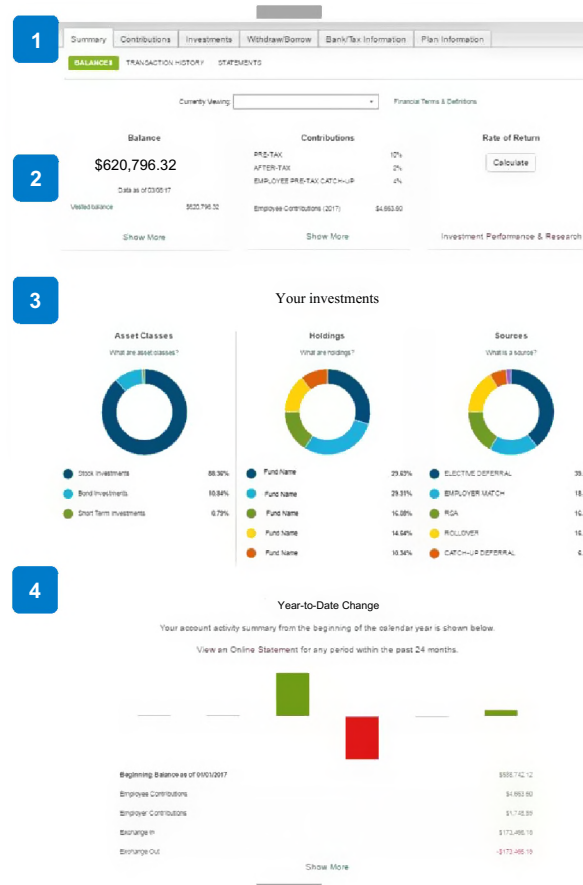 1
Summary Contributions Investments Withdraw/Borrow Bank/Tax Information Plan Information
BALANCES TRANSACTION HISTORY STATEMENTS
Currently Viewing: Financial Terms & Definitions
2
Balance
$620,796.32
Data as of 03/08/17
Vested balance $620,796.32
Show More
Contributions
PRE-TAX 10%
AFTER-TAX 2%
EMPLOYEE PRE-TAX CATCH-UP 4%
Employee Contributions (2017) $4,663.60
Show More
Rate of Return
Calculate
Investment Performance & Research
3
Your investments
Asset Classes
What are asset classes?
Stock Investments 88.36%
Bond Investments 10.84%
Short Term Investments 0.79%
Holdings
What are holdings?
Fund Name 29.63%
Fund Name 29.31%
Fund Name 16.08%
Fund Name 14.64%
Fund Name 10.34%
Sources
What is a source?
ELECTIVE DEFERRAL 39.
EMPLOYER MATCH 18.
RSA 16.
ROLLOVER 16.
CATCH-UP DEFERRAL 6.
4
Year-to-Date Change
Your account activity summary from the beginning of the calendar year is shown below.
View an Online Statement for any period within the past 24 months.
Beginning Balance as of 01/01/2017
Employee Contributions $4,663.60
Employer Contributions
Exchange In
Exchange Out
Show More